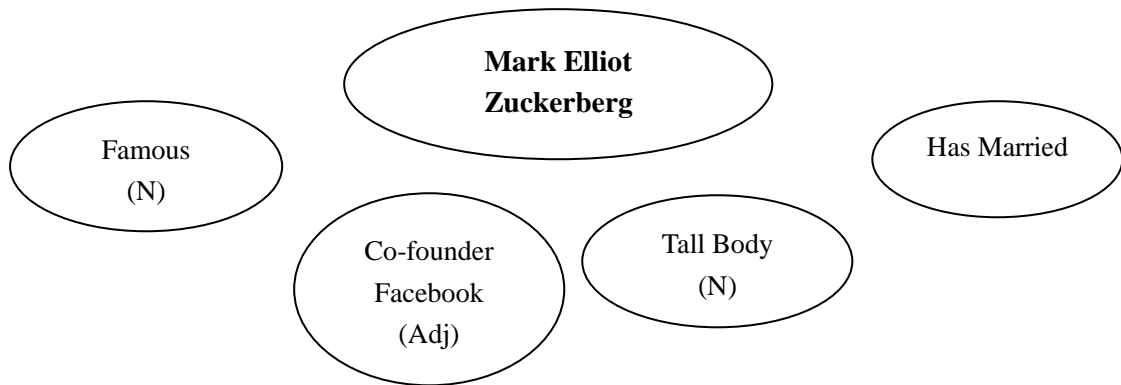 Mark Elliot
Zuckerberg
Famous
(N)
Has Married
Co-founder
Facebook
(Adj)
Tall Body
(N)